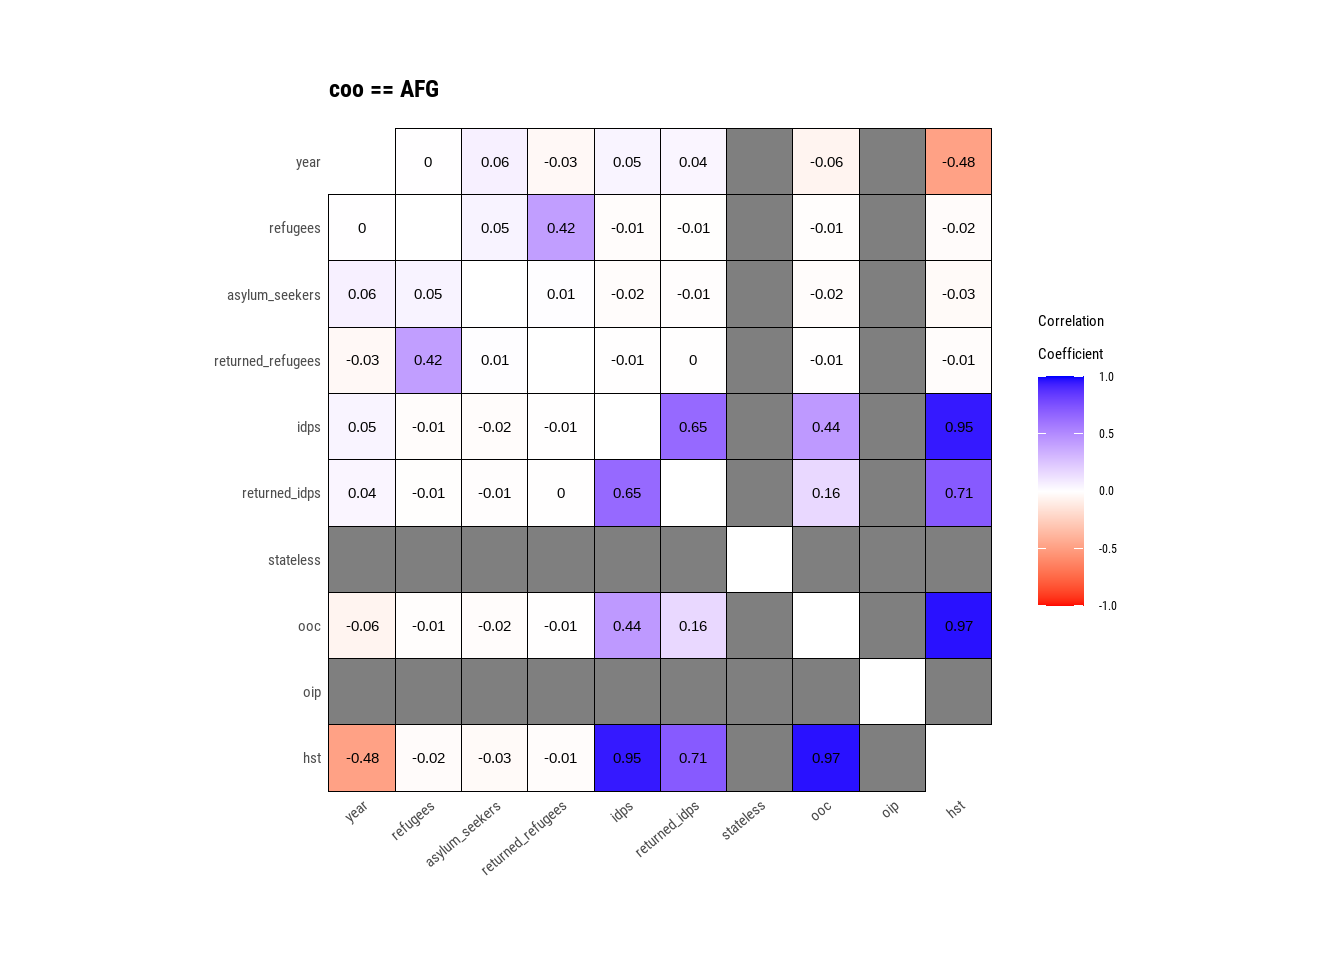 coo == AFG
year 0 0.06 -0.03 0.05 0.04 -0.06 -0.48
refugees 0 0.05 0.42 -0.01 -0.01 -0.01 -0.02
asylum_seekers 0.06 0.05 0.01 -0.02 -0.01 -0.02 -0.03
returned_refugees -0.03 0.42 0.01 -0.01 0 -0.01 -0.01
idps 0.05 -0.01 -0.02 -0.01 0.65 0.44 0.95
returned_idps 0.04 -0.01 -0.01 0 0.65 0.16 0.71
stateless
ooc -0.06 -0.01 -0.02 -0.01 0.44 0.16 0.97
oip
hst -0.48 -0.02 -0.03 -0.01 0.95 0.71 0.97
year refugees asylum_seekers returned_refugees idps returned_idps stateless ooc oip hst
Correlation
Coefficient
1.0
0.5
0.0
-0.5
-1.0